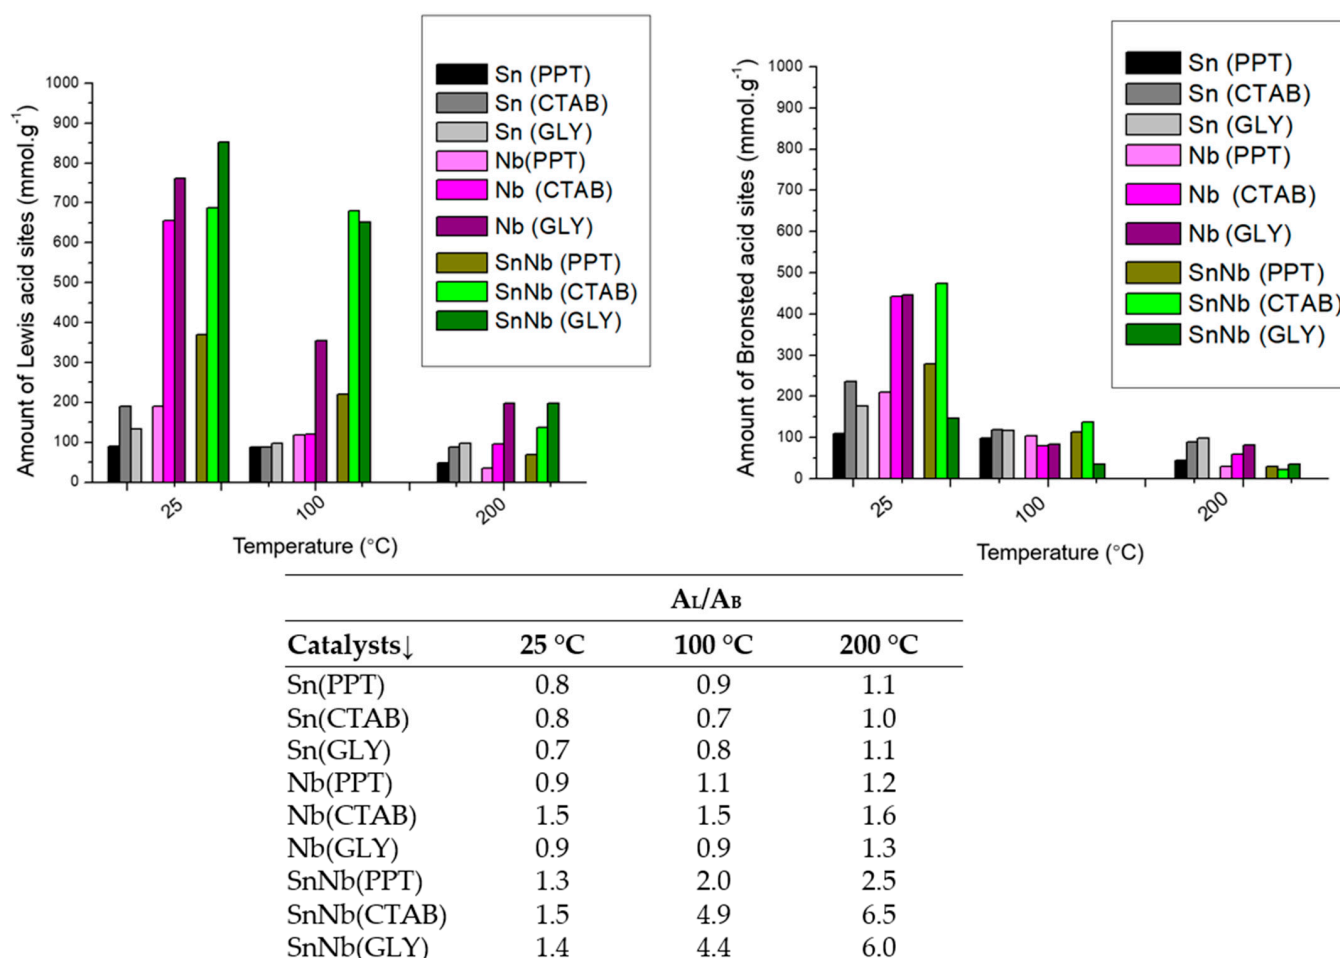 Amount of Lewis acid sites (mmol.g⁻¹)
1000
900
800
700
600
500
400
300
200
100
0
25
100
200
Temperature (°C)
Sn (PPT)
Sn (CTAB)
Sn (GLY)
Nb(PPT)
Nb (CTAB)
Nb (GLY)
SnNb (PPT)
SnNb (CTAB)
SnNb (GLY)
Amount of Bronsted acid sites (mmol.g⁻¹)
1000
900
800
700
600
500
400
300
200
100
0
25
100
200
Temperature (°C)
Sn (PPT)
Sn (CTAB)
Sn (GLY)
Nb (PPT)
Nb (CTAB)
Nb (GLY)
SnNb (PPT)
SnNb (CTAB)
SnNb (GLY)
AL/AB
Catalysts↓ 25 °C 100 °C 200 °C
Sn(PPT) 0.8 0.9 1.1
Sn(CTAB) 0.8 0.7 1.0
Sn(GLY) 0.7 0.8 1.1
Nb(PPT) 0.9 1.1 1.2
Nb(CTAB) 1.5 1.5 1.6
Nb(GLY) 0.9 0.9 1.3
SnNb(PPT) 1.3 2.0 2.5
SnNb(CTAB) 1.5 4.9 6.5
SnNb(GLY) 1.4 4.4 6.0